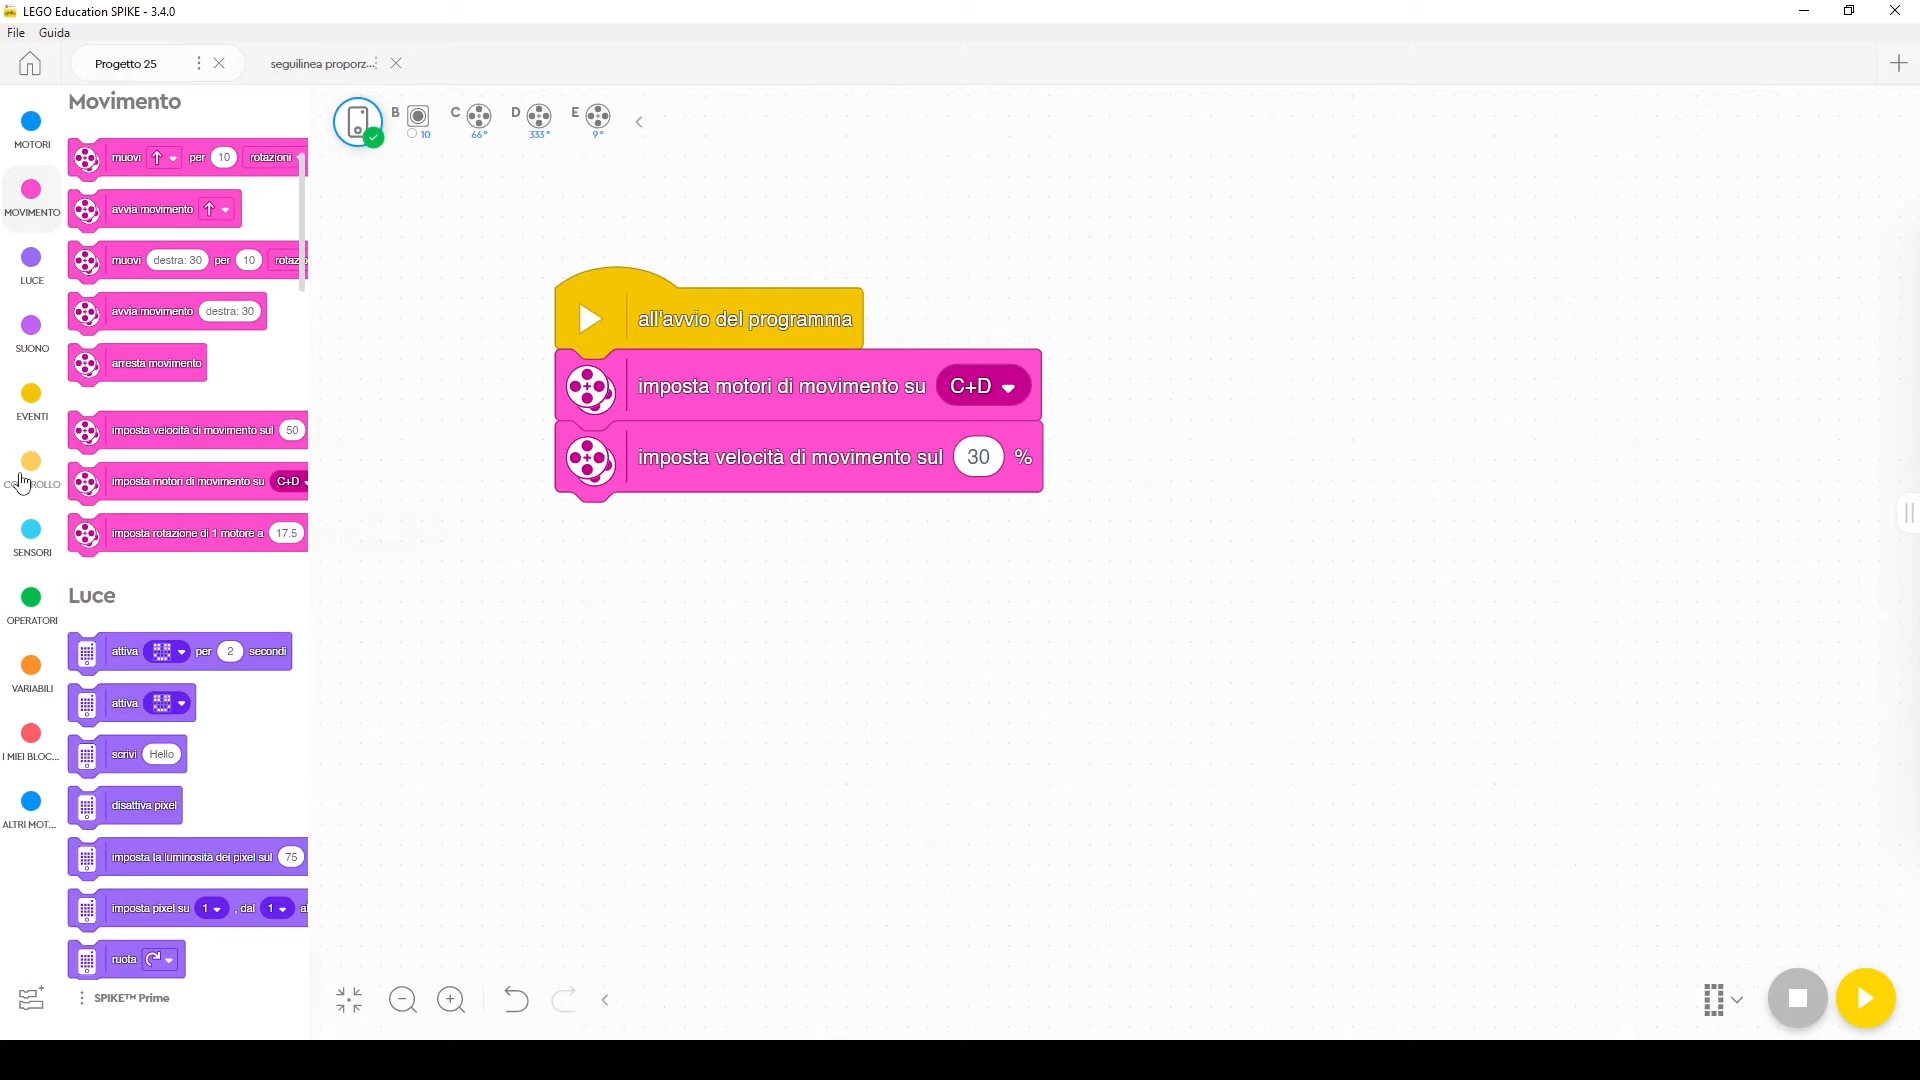 LEGO Education SPIKE - 3.4.0
File Guida
Progetto 25
seguilinea proporz...
MOTORI
MOVIMENTO
LUCE
SUONO
EVENTI
SENSORI
OPERATORI
VARIABILI
I MIEI BLOC...
ALTRI MOT...
Movimento
muovi per 10 rotazioni
avvia movimento
muovi destra: 30 per 10
avvia movimento destra: 30
arresta movimento
imposta velocità di movimento sul 50
imposta motori di movimento su C+D
imposta rotazione di 1 motore a 17.5
Luce
attiva per 2 secondi
attiva
scrivi Hello
disattiva pixel
imposta la luminosità dei pixel sul 75
imposta pixel su 1 , dal 1
ruota
SPIKE™ Prime
B C D E
10 66° 333° 9°
all'avvio del programma
imposta motori di movimento su C+D
imposta velocità di movimento sul 30 %